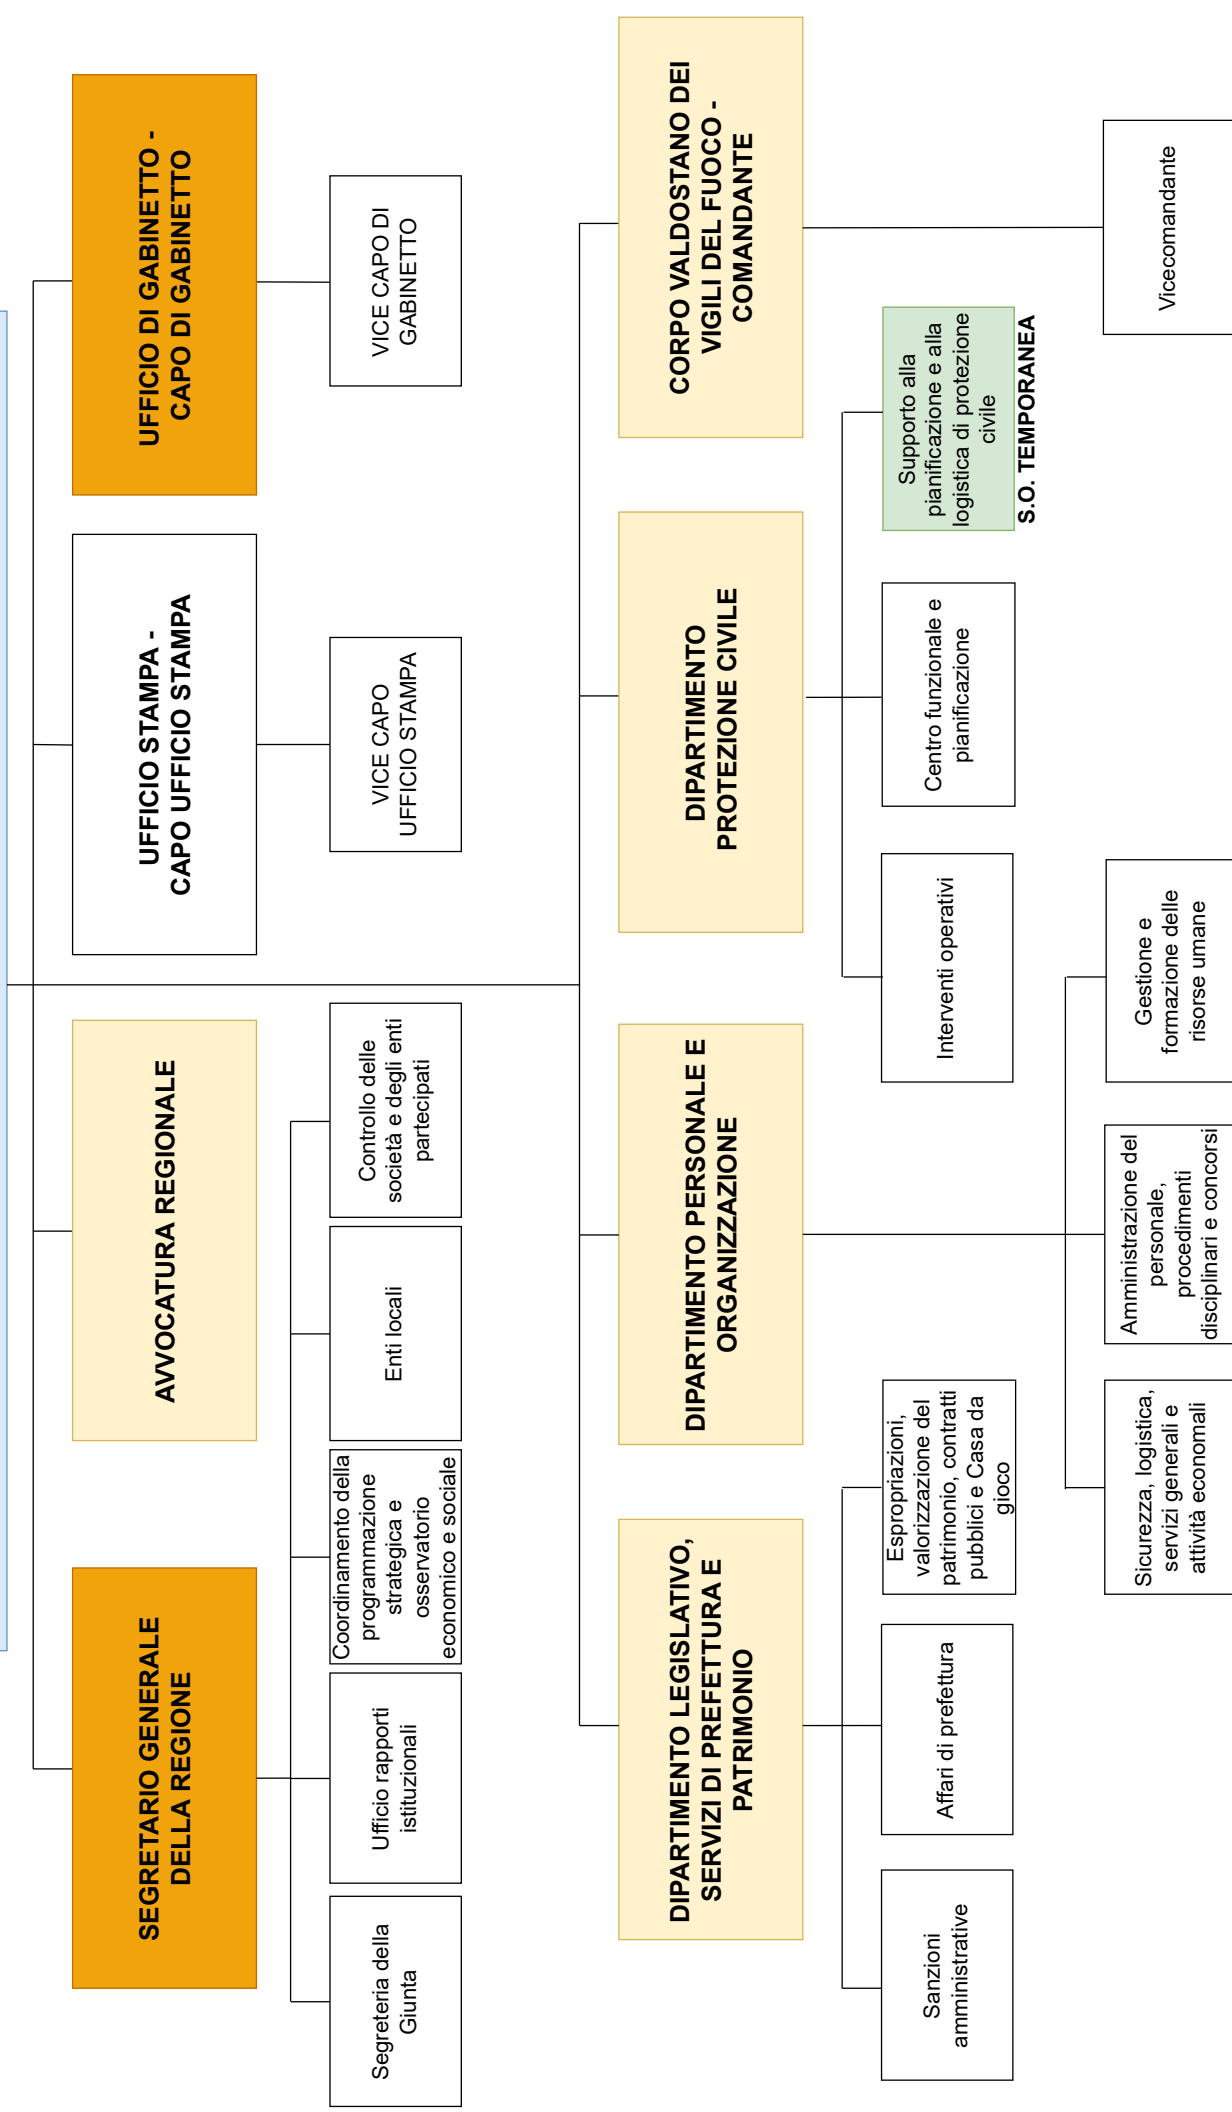 SEGRETARIO GENERALE
DELLA REGIONE
AVVOCATURA REGIONALE
UFFICIO STAMPA -
CAPO UFFICIO STAMPA
UFFICIO DI GABINETTO -
CAPO DI GABINETTO
Segreteria della
Giunta
Ufficio rapporti
istituzionali
Coordinamento della
programmazione
strategica e
osservatorio
economico e sociale
Enti locali
Controllo delle
società e degli enti
partecipati
VICE CAPO
UFFICIO STAMPA
VICE CAPO DI
GABINETTO
DIPARTIMENTO LEGISLATIVO,
SERVIZI DI PREFETTURA E
PATRIMONIO
DIPARTIMENTO PERSONALE E
ORGANIZZAZIONE
DIPARTIMENTO
PROTEZIONE CIVILE
CORPO VALDOSTANO DEI
VIGILI DEL FUOCO -
COMANDANTE
Sanzioni
amministrative
Affari di prefettura
Espropriazioni,
valorizzazione del
patrimonio, contratti
pubblici e Casa da
gioco
Interventi operativi
Centro funzionale e
pianificazione
Supporto alla
pianificazione e alla
logistica di protezione
civile
S.O. TEMPORANEA
Sicurezza, logistica,
servizi generali e
attività economali
Amministrazione del
personale,
procedimenti
disciplinari e concorsi
Gestione e
formazione delle
risorse umane
Vicecomandante